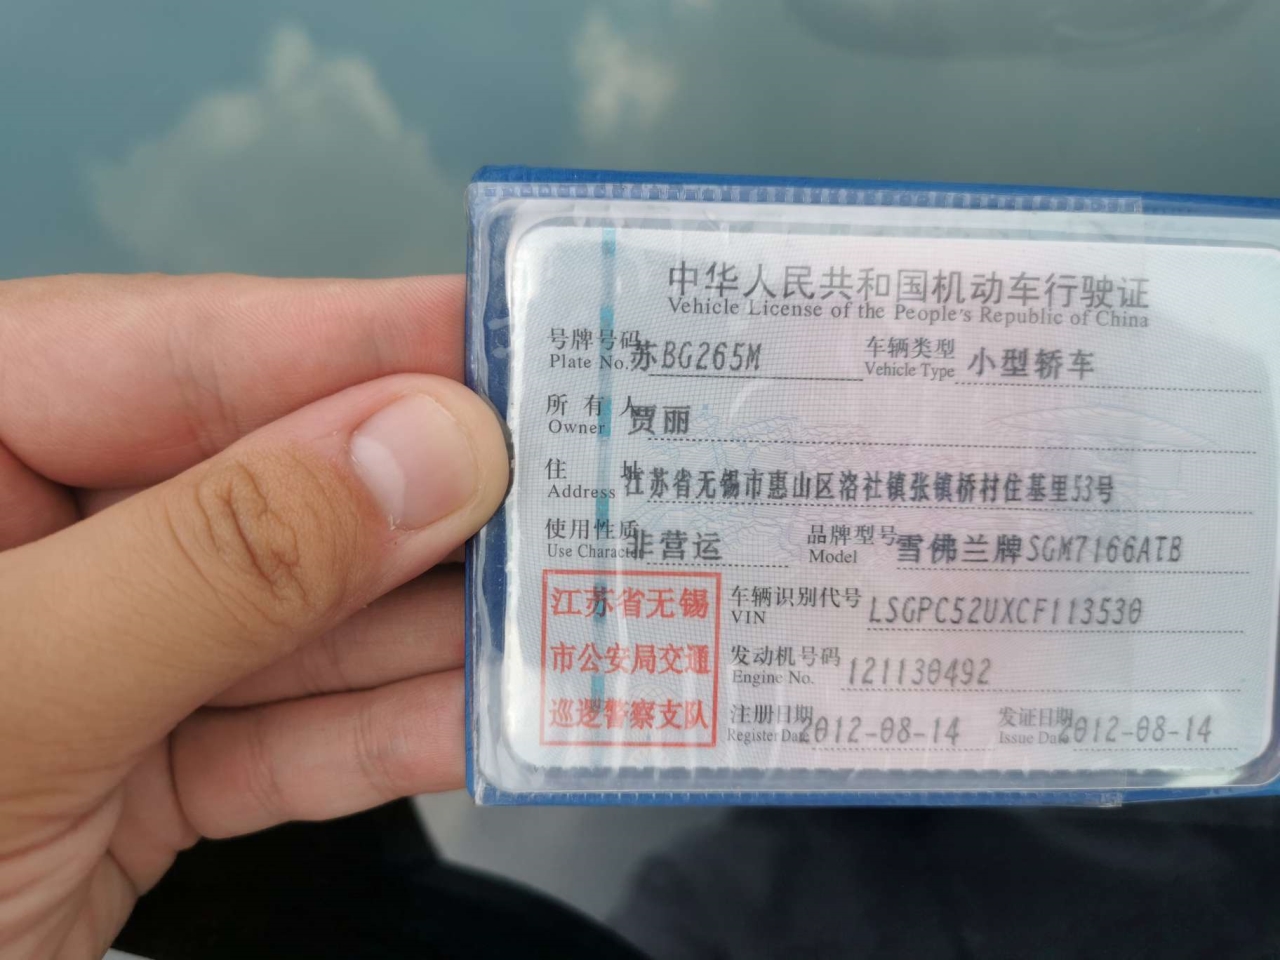 中华人民共和国机动车行驶证
Vehicle License of the People's Republic of China
号牌号码 苏BG265M 车辆类型 小型轿车
Plate No. Vehicle Type
所有人 贾丽
Owner
住址 江苏省无锡市惠山区洛社镇张镇桥村住基里53号
Address
使用性质 非营运 品牌型号 雪佛兰牌SGM7166ATB
Use Character Model
江苏省无锡
市公安局交通
巡逻警察支队
车辆识别代号 LSGPC52UXCF113530
VIN
发动机号码 121130492
Engine No.
注册日期 2012-08-14 发证日期 2012-08-14
Register Date Issue Date